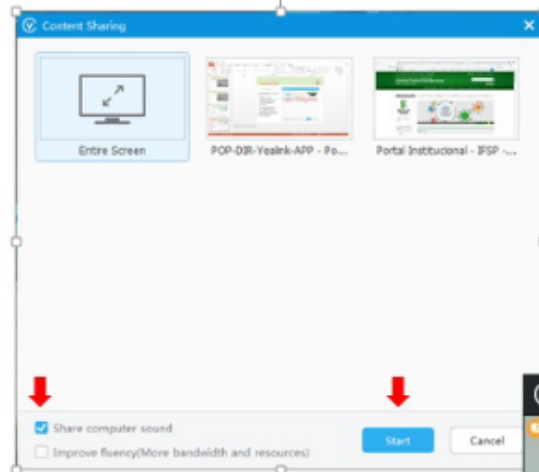 Content Sharing
Entire Screen
POP-DIR-Yealink-APP - Po...
Portal Institucional - IFSP -...
Share computer sound
Improve fluency(More bandwidth and resources)
Start
Cancel